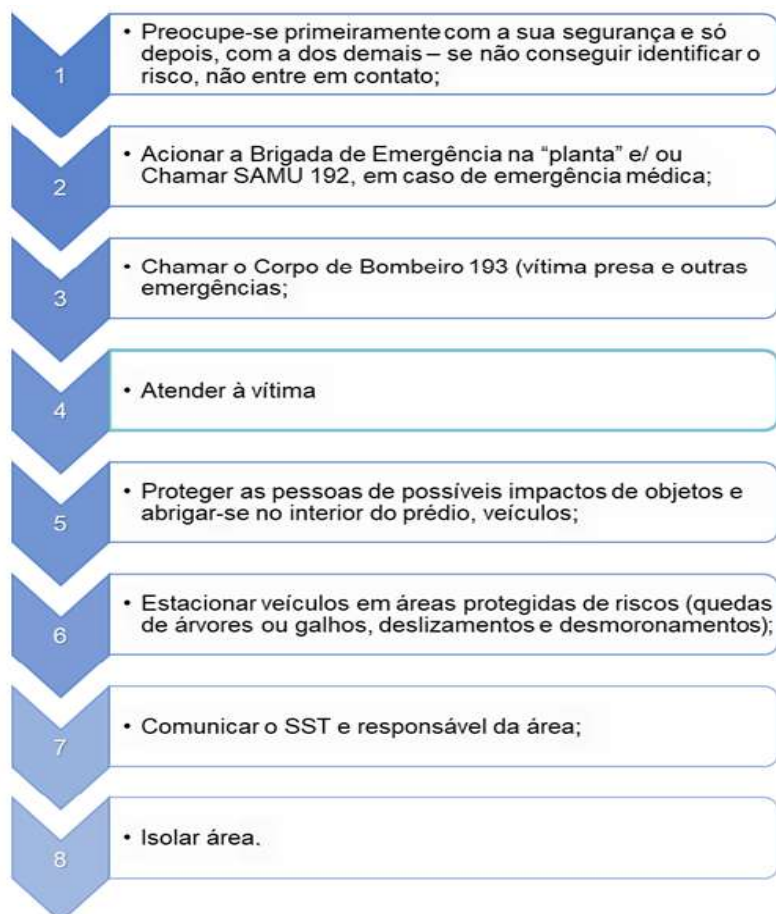 1
• Preocupe-se primeiramente com a sua segurança e só
depois, com a dos demais – se não conseguir identificar o
risco, não entre em contato;
2
• Acionar a Brigada de Emergência na “planta” e/ ou
Chamar SAMU 192, em caso de emergência médica;
3
• Chamar o Corpo de Bombeiro 193 (vítima presa e outras
emergências;
4
• Atender à vítima
5
• Proteger as pessoas de possíveis impactos de objetos e
abrigar-se no interior do prédio, veículos;
6
• Estacionar veículos em áreas protegidas de riscos (quedas
de árvores ou galhos, deslizamentos e desmoronamentos);
7
• Comunicar o SST e responsável da área;
8
• Isolar área.